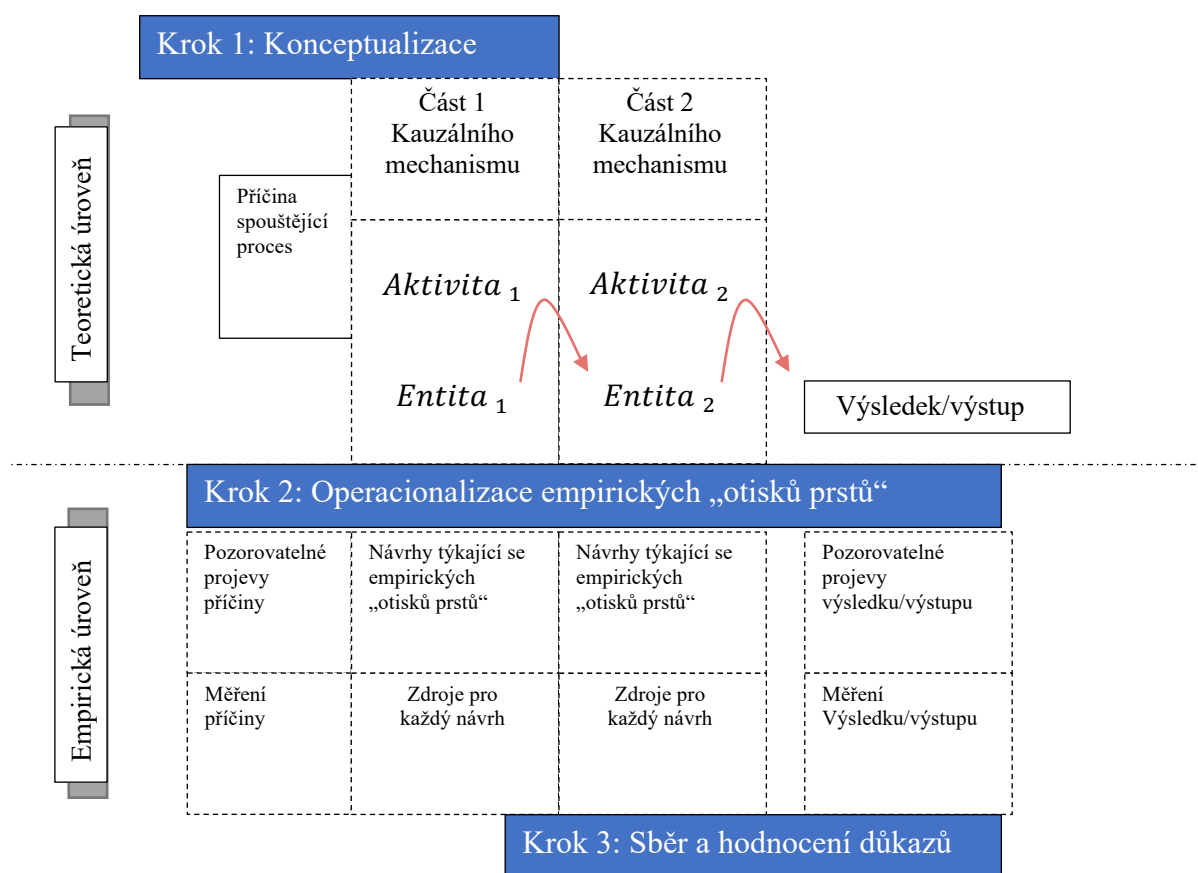 Krok 1: Konceptualizace
Část 1
Kauzálního
mechanismu
Část 2
Kauzálního
mechanismu
Teoretická úroveň
Příčina
spouštějící
proces
Aktivita 1
Aktivita 2
Entita 1
Entita 2
Výsledek/výstup
Krok 2: Operacionalizace empirických „otisků prstů“
Empirická úroveň
Pozorovatelné
projevy
příčiny
Návrhy týkající se
empirických
„otisků prstů“
Návrhy týkající se
empirických
„otisků prstů“
Pozorovatelné
projevy
výsledku/výstupu
Měření
příčiny
Zdroje pro
každý návrh
Zdroje pro
každý návrh
Měření
Výsledku/výstupu
Krok 3: Sběr a hodnocení důkazů